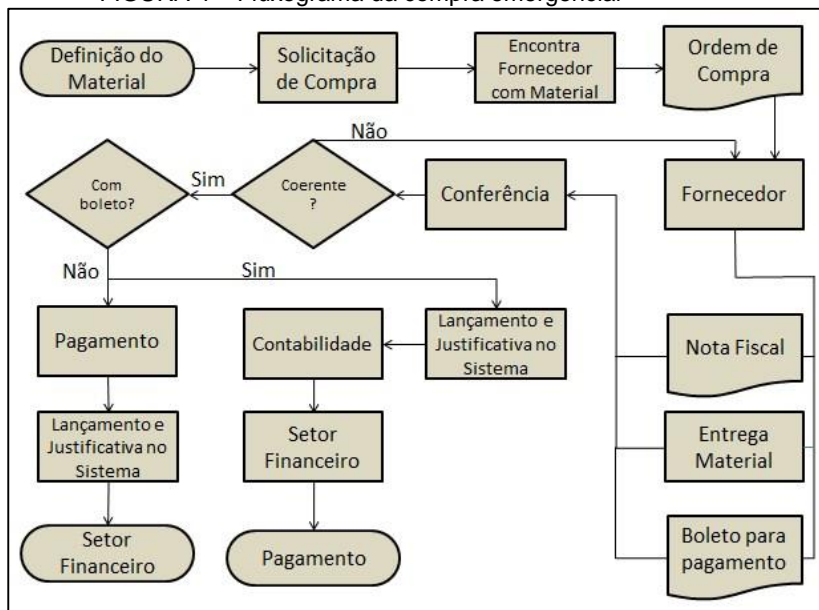 Definição do
Material
Solicitação
de Compra
Encontra
Fornecedor
com Material
Ordem de
Compra
Não
Com
boleto?
Sim
Coerente
?
Conferência
Fornecedor
Não
Sim
Pagamento
Contabilidade
Lançamento e
Justificativa no
Sistema
Nota Fiscal
Lançamento e
Justificativa no
Sistema
Setor
Financeiro
Entrega
Material
Setor
Financeiro
Pagamento
Boleto para
pagamento